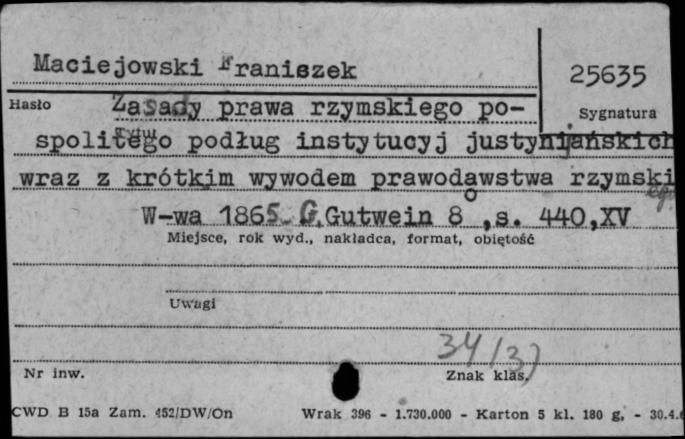 Maciejowski Franiszek
25635
Hasło
Zasady prawa rzymskiego po-
Sygnatura
spolitego podług instytucyj justynijańskich
wraz z krótkim wywodem prawodawstwa rzymski
W-wa 1865 G.Gutwein 8°,s. 440,XV
Miejsce, rok wyd., nakładca, format, objętość
Uwagi
34/3)
Nr inw.
Znak klas.
CWD B 15a Zam. 452/DW/On
Wrak 396 - 1.730.000 - Karton 5 kl. 180 g, - 30.4.